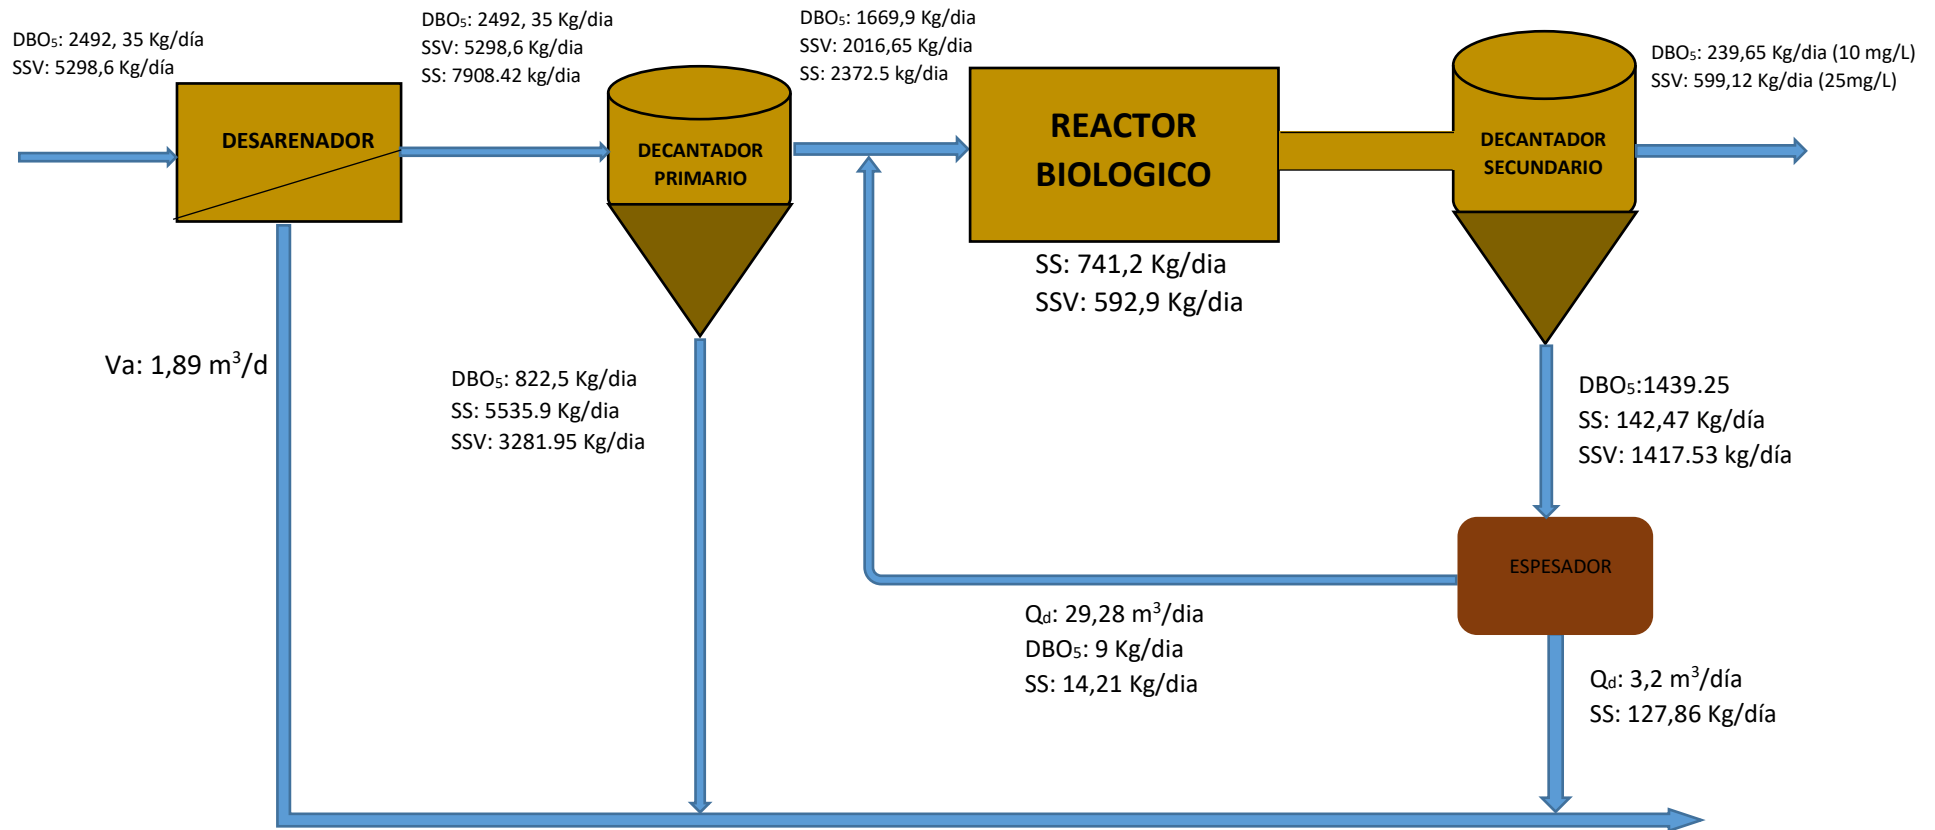 DBO₅: 2492, 35 Kg/día
SSV: 5298,6 Kg/día
DBO₅: 2492, 35 Kg/dia
SSV: 5298,6 Kg/dia
SS: 7908.42 kg/dia
DBO₅: 1669,9 Kg/dia
SSV: 2016,65 Kg/dia
SS: 2372.5 kg/dia
DBO₅: 239,65 Kg/dia (10 mg/L)
SSV: 599,12 Kg/dia (25mg/L)
DESARENADOR
DECANTADOR
PRIMARIO
REACTOR
BIOLOGICO
DECANTADOR
SECUNDARIO
SS: 741,2 Kg/dia
SSV: 592,9 Kg/dia
Va: 1,89 m³/d
DBO₅: 822,5 Kg/dia
SS: 5535.9 Kg/dia
SSV: 3281.95 Kg/dia
DBO₅:1439.25
SS: 142,47 Kg/día
SSV: 1417.53 kg/día
ESPESADOR
Qd: 29,28 m³/dia
DBO₅: 9 Kg/dia
SS: 14,21 Kg/dia
Qd: 3,2 m³/día
SS: 127,86 Kg/día